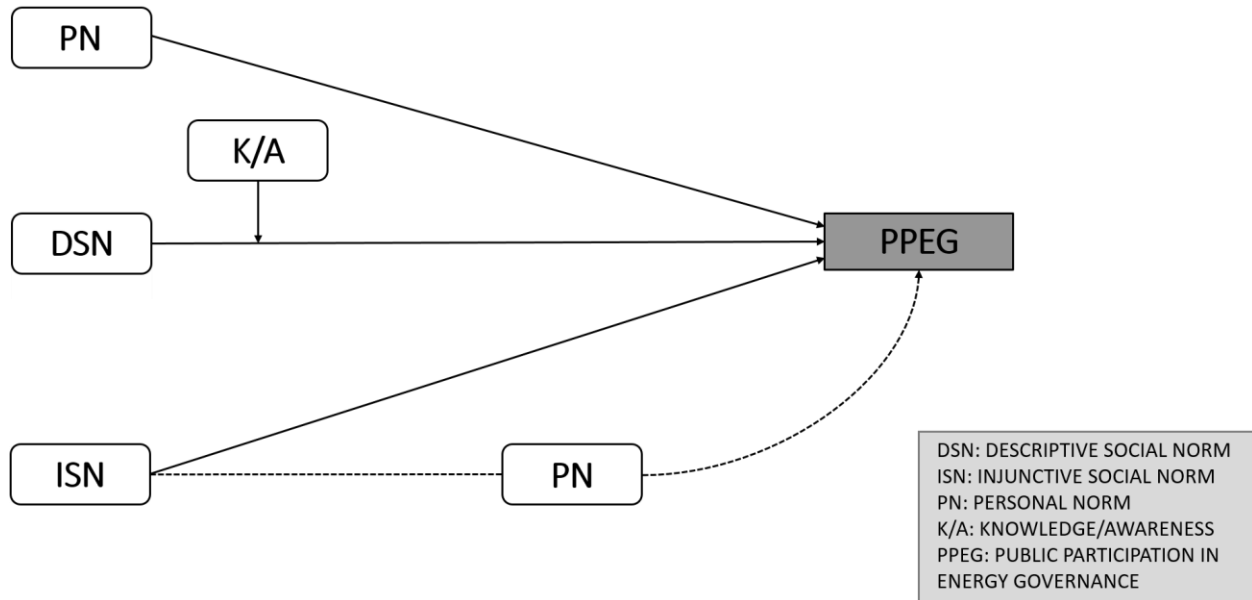 PN
K/A
DSN
PPEG
ISN
PN
DSN: DESCRIPTIVE SOCIAL NORM
ISN: INJUNCTIVE SOCIAL NORM
PN: PERSONAL NORM
K/A: KNOWLEDGE/AWARENESS
PPEG: PUBLIC PARTICIPATION IN
ENERGY GOVERNANCE